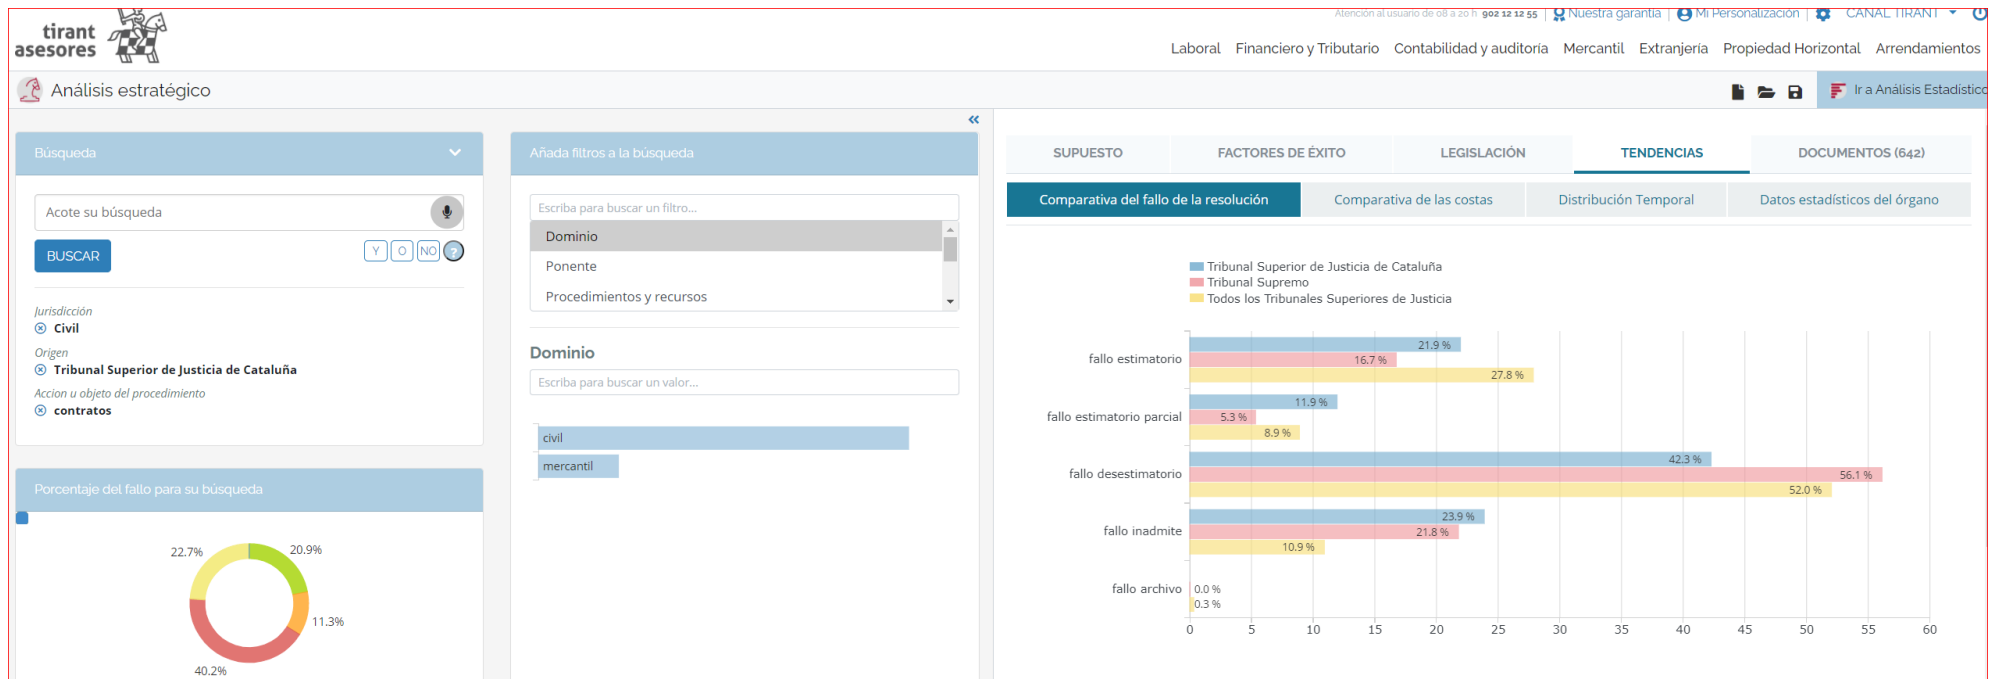 Atención al usuario de 08 a 20 h 902 12 12 55 Nuestra garantía Mi Personalización CANAL TIRANT
tirant
asesores
Laboral Financiero y Tributario Contabilidad y auditoría Mercantil Extranjería Propiedad Horizontal Arrendamientos
Análisis estratégico
Ir a Análisis Estadístico
Búsqueda
Acote su búsqueda
BUSCAR
Y O NO ?
Jurisdicción
Civil
Origen
Tribunal Superior de Justicia de Cataluña
Accion u objeto del procedimiento
contratos
Porcentaje del fallo para su búsqueda
22.7%
20.9%
11.3%
40.2%
Añada filtros a la búsqueda
Escriba para buscar un filtro...
Dominio
Ponente
Procedimientos y recursos
Dominio
Escriba para buscar un valor...
civil
mercantil
SUPUESTO FACTORES DE ÉXITO LEGISLACIÓN TENDENCIAS DOCUMENTOS (642)
Comparativa del fallo de la resolución Comparativa de las costas Distribución Temporal Datos estadísticos del órgano
Tribunal Superior de Justicia de Cataluña
Tribunal Supremo
Todos los Tribunales Superiores de Justicia
fallo estimatorio
21.9 %
16.7 %
27.8 %
fallo estimatorio parcial
11.9 %
5.3 %
8.9 %
fallo desestimatorio
42.3 %
56.1 %
52.0 %
fallo inadmite
23.9 %
21.8 %
10.9 %
fallo archivo
0.0 %
0.3 %
0 5 10 15 20 25 30 35 40 45 50 55 60